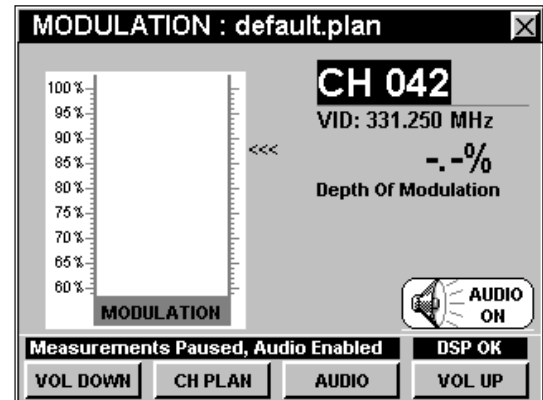 MODULATION : default.plan
CH 042
VID: 331.250 MHz
-.-%
Depth Of Modulation
100%
95%
90%
<<<
85%
80%
75%
70%
65%
60%
MODULATION
AUDIO
ON
Measurements Paused, Audio Enabled
DSP OK
VOL DOWN
CH PLAN
AUDIO
VOL UP